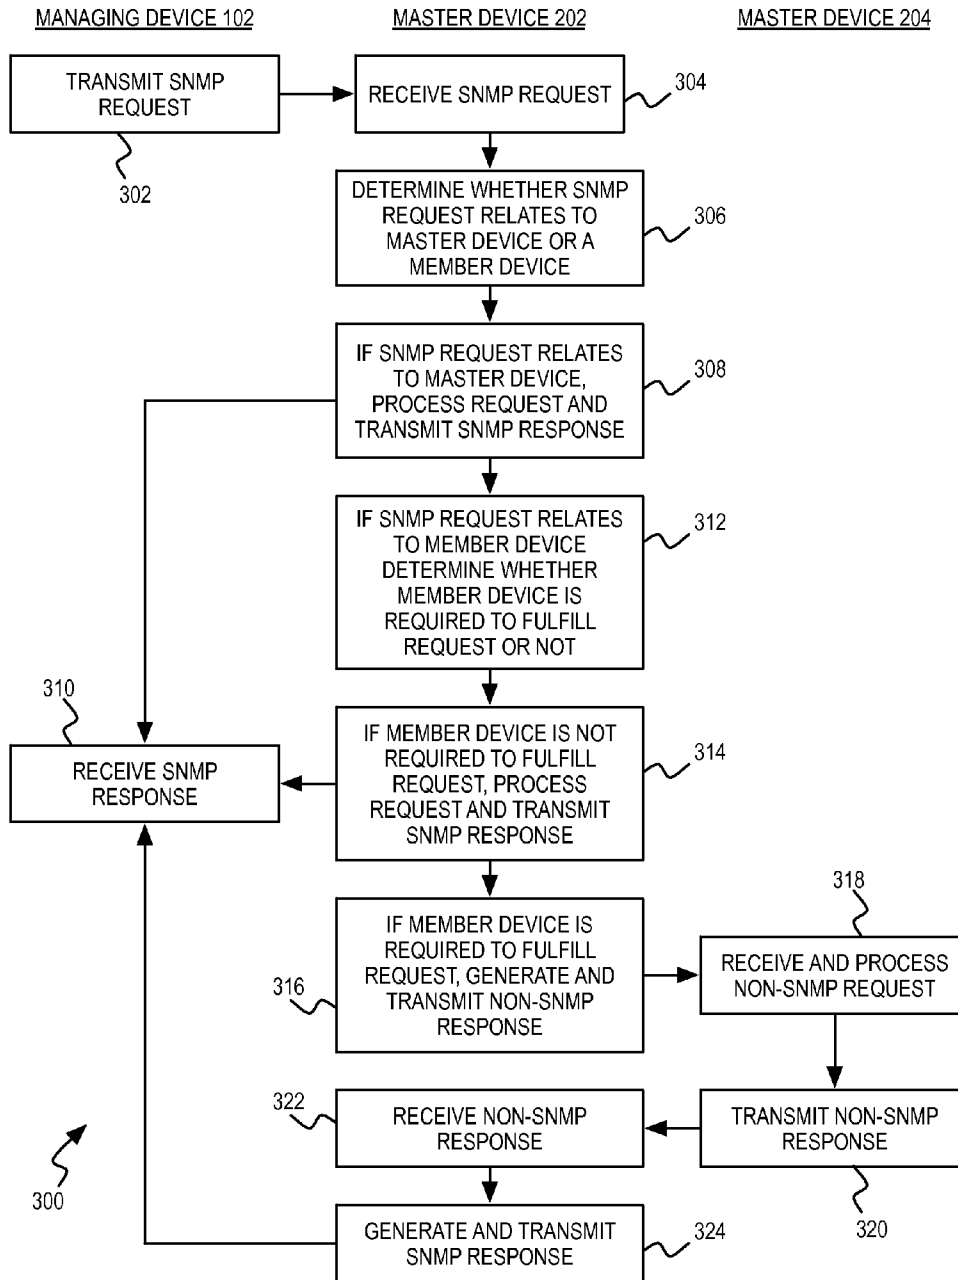 MANAGING DEVICE 102
MASTER DEVICE 202
MASTER DEVICE 204
TRANSMIT SNMP
REQUEST
302
RECEIVE SNMP REQUEST
304
DETERMINE WHETHER SNMP
REQUEST RELATES TO
MASTER DEVICE OR A
MEMBER DEVICE
306
IF SNMP REQUEST RELATES
TO MASTER DEVICE,
PROCESS REQUEST AND
TRANSMIT SNMP RESPONSE
308
IF SNMP REQUEST RELATES
TO MEMBER DEVICE
DETERMINE WHETHER
MEMBER DEVICE IS
REQUIRED TO FULFILL
REQUEST OR NOT
312
310
RECEIVE SNMP
RESPONSE
IF MEMBER DEVICE IS NOT
REQUIRED TO FULFILL
REQUEST, PROCESS
REQUEST AND TRANSMIT
SNMP RESPONSE
314
IF MEMBER DEVICE IS
REQUIRED TO FULFILL
REQUEST, GENERATE AND
TRANSMIT NON-SNMP
RESPONSE
316
318
RECEIVE AND PROCESS
NON-SNMP REQUEST
322
RECEIVE NON-SNMP
RESPONSE
TRANSMIT NON-SNMP
RESPONSE
320
300
GENERATE AND TRANSMIT
SNMP RESPONSE
324